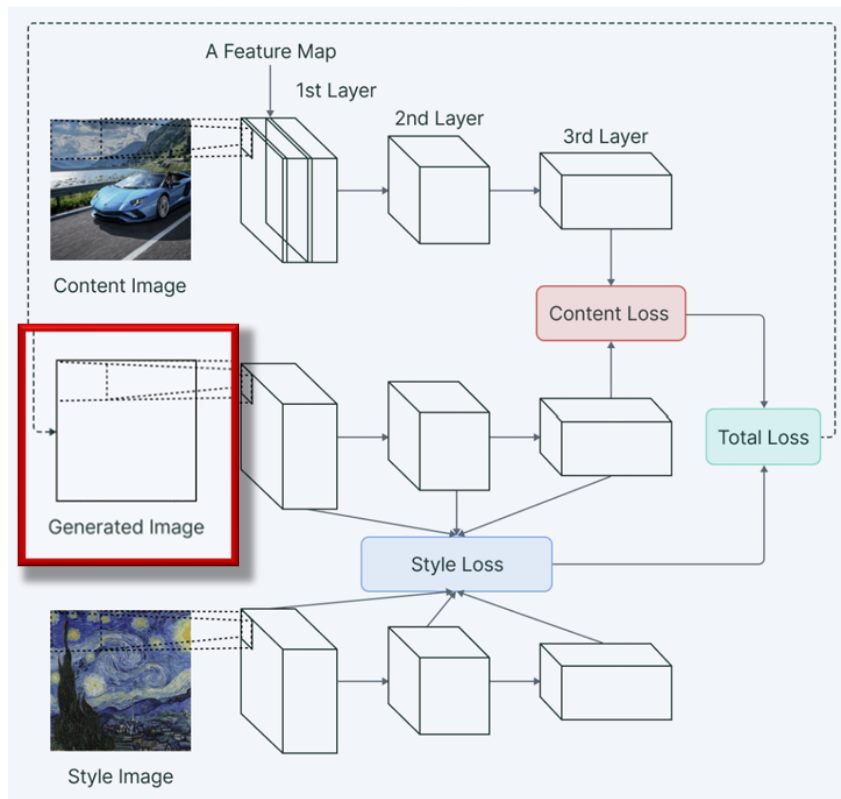 A Feature Map
1st Layer
2nd Layer
3rd Layer
Content Image
Content Loss
Generated Image
Total Loss
Style Loss
Style Image